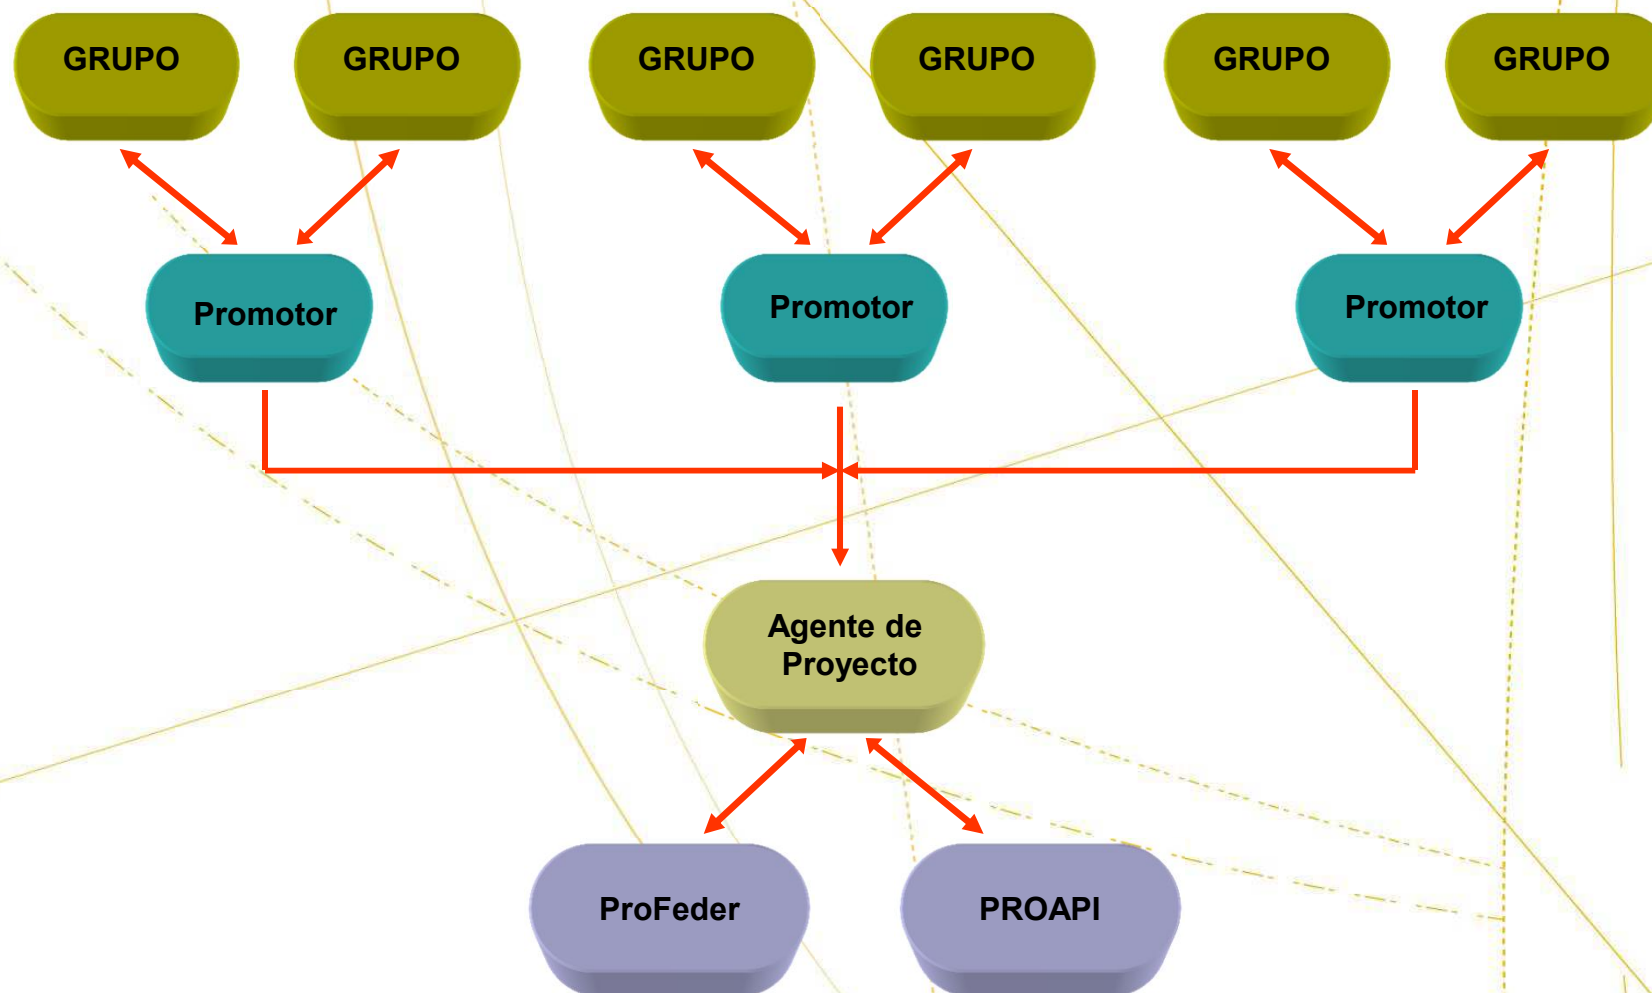 GRUPO
GRUPO
GRUPO
GRUPO
GRUPO
GRUPO
Promotor
Promotor
Promotor
Agente de
Proyecto
ProFeder
PROAPI